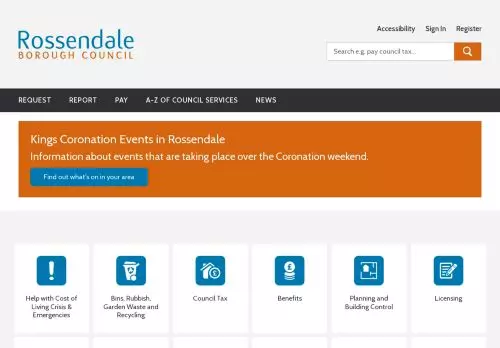 Rossendale
BOROUGH COUNCIL
Accessibility Sign In Register
Search e.g. pay council tax...
REQUEST REPORT PAY A-Z OF COUNCIL SERVICES NEWS
Kings Coronation Events in Rossendale
Information about events that are taking place over the Coronation weekend.
Find out what's on in your area
Help with Cost of
Living Crisis &
Emergencies
Bins, Rubbish,
Garden Waste and
Recycling
Council Tax
Benefits
Planning and
Building Control
Licensing